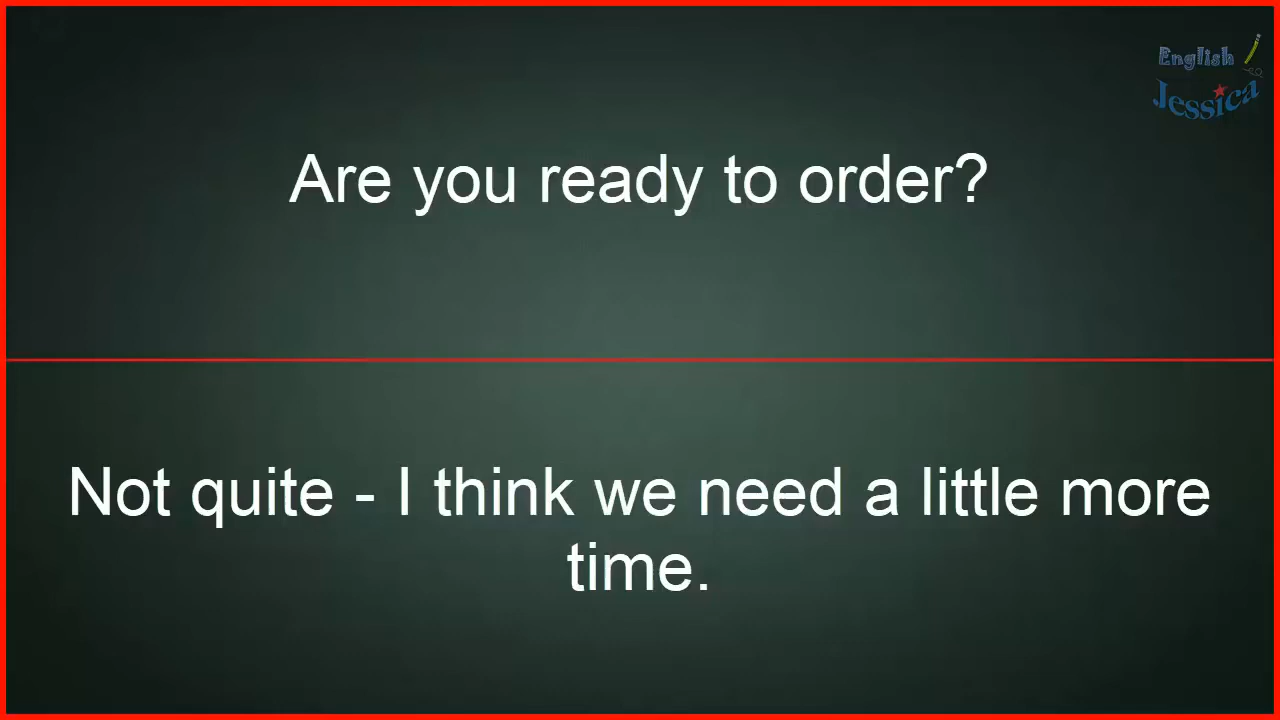 English
Jessica
Are you ready to order?
Not quite - I think we need a little more
time.